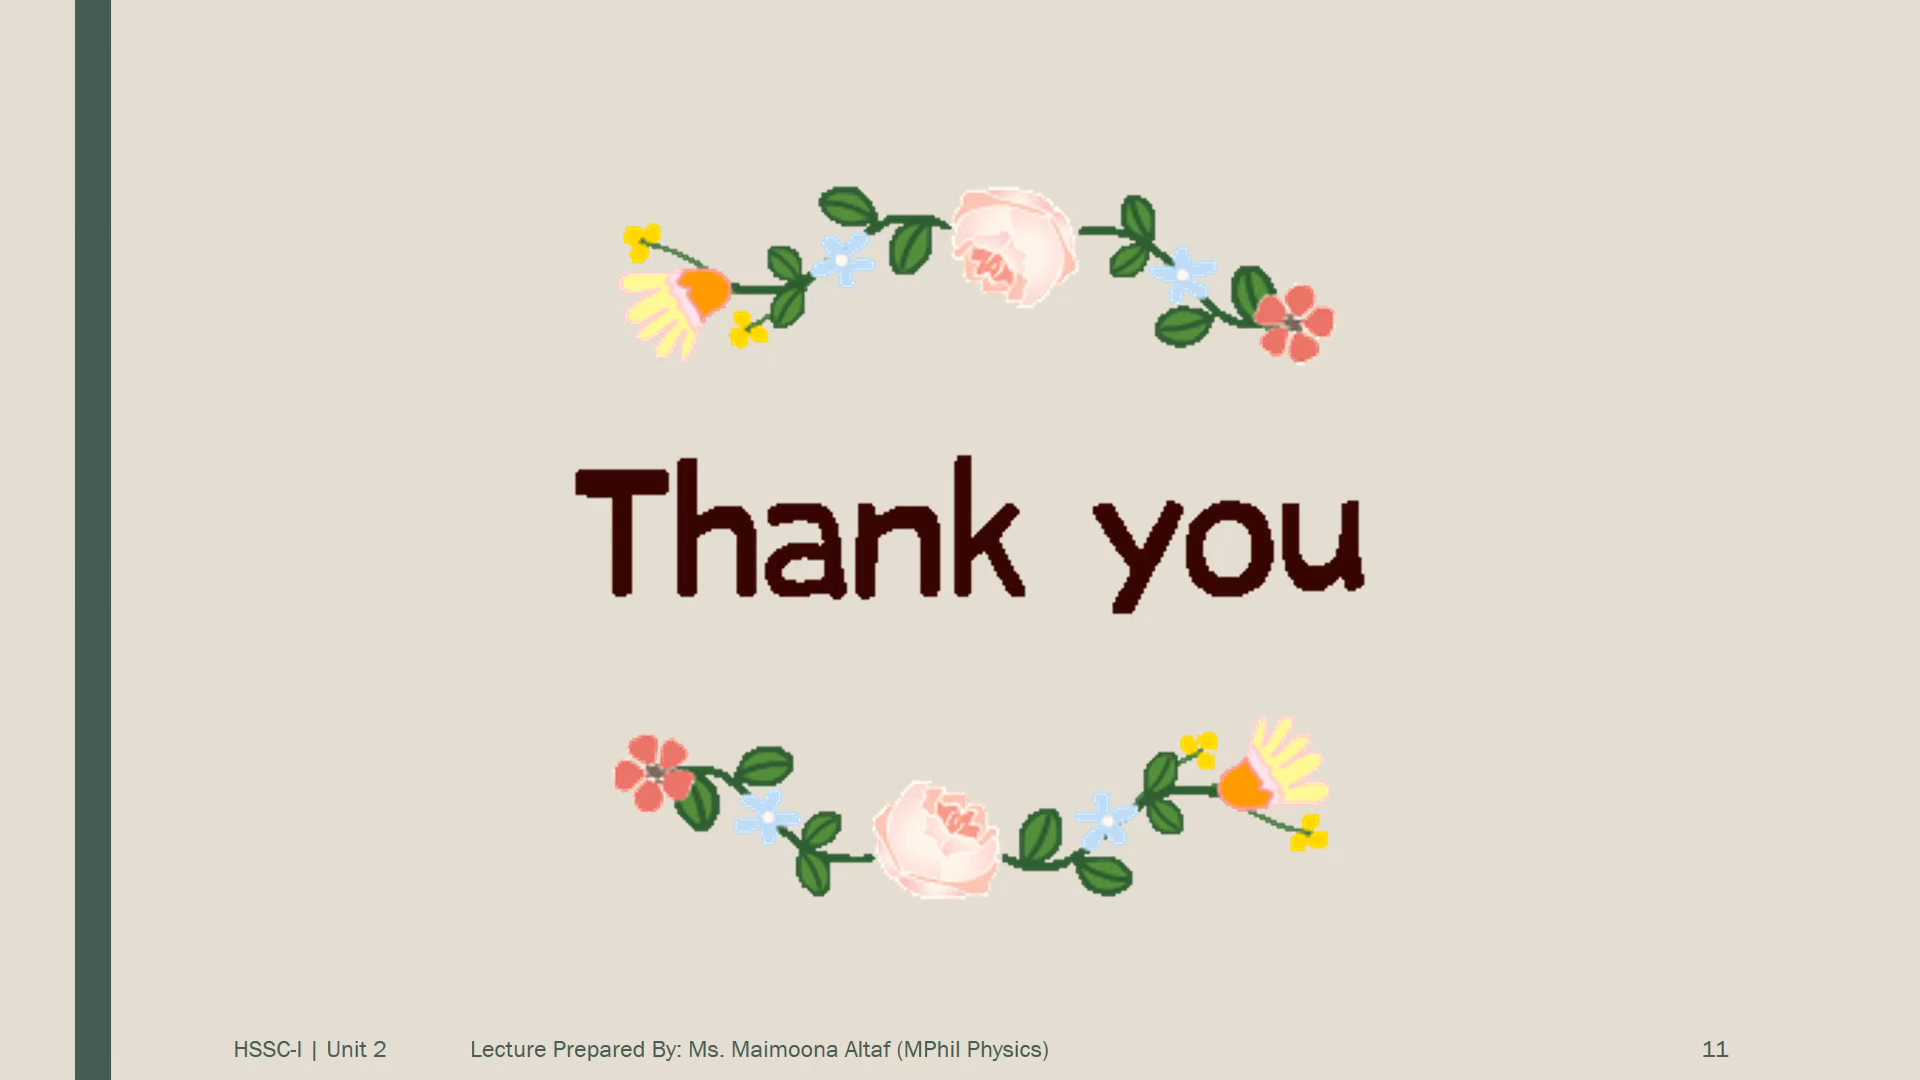 Thank you
HSSC-I | Unit 2
Lecture Prepared By: Ms. Maimoona Altaf (MPhil Physics)
11